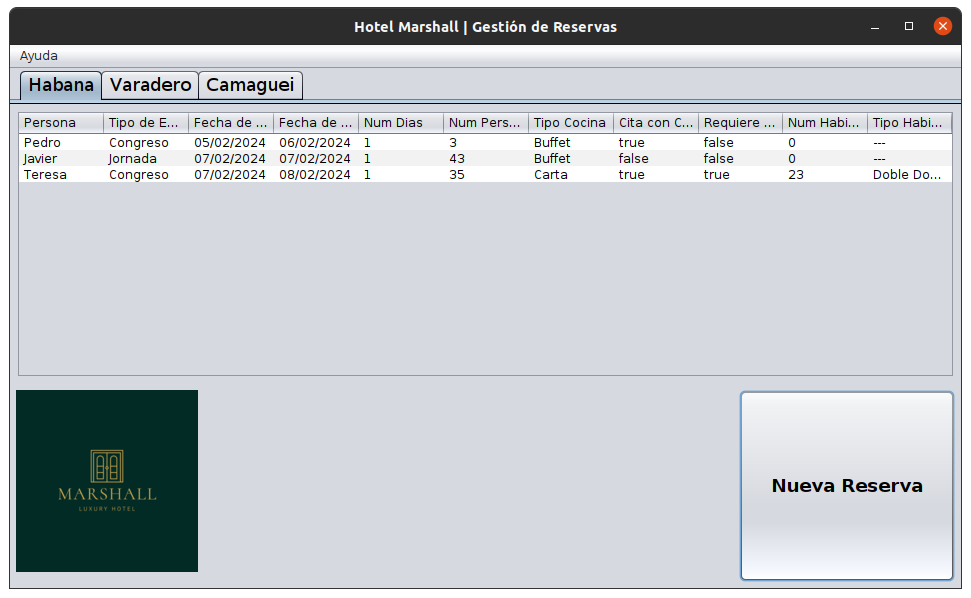 Hotel Marshall | Gestión de Reservas
Ayuda
Habana Varadero Camaguei
Persona Tipo de E... Fecha de ... Fecha de ... Num Dias Num Pers... Tipo Cocina Cita con C... Requiere ... Num Habi... Tipo Habi...
Pedro Congreso 05/02/2024 06/02/2024 1 3 Buffet true false 0 ---
Javier Jornada 07/02/2024 07/02/2024 1 43 Buffet false false 0 ---
Teresa Congreso 07/02/2024 08/02/2024 1 35 Carta true true 23 Doble Do...
MARSHALL
LUXURY HOTEL
Nueva Reserva